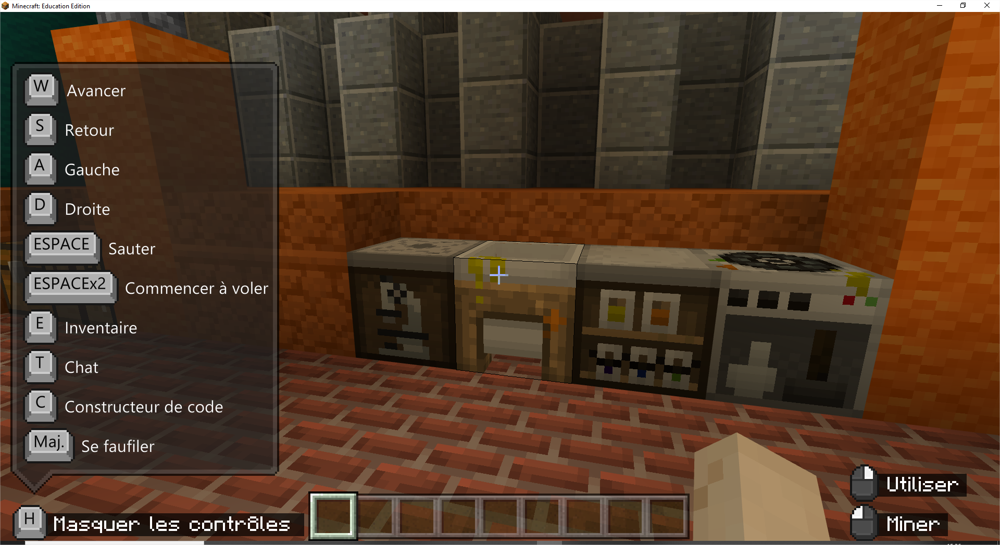 Minecraft: Education Edition
W Avancer
S Retour
A Gauche
D Droite
ESPACE Sauter
ESPACEx2 Commencer à voler
E Inventaire
T Chat
C Constructeur de code
Maj. Se faufiler
H Masquer les contrôles
Utiliser
Miner